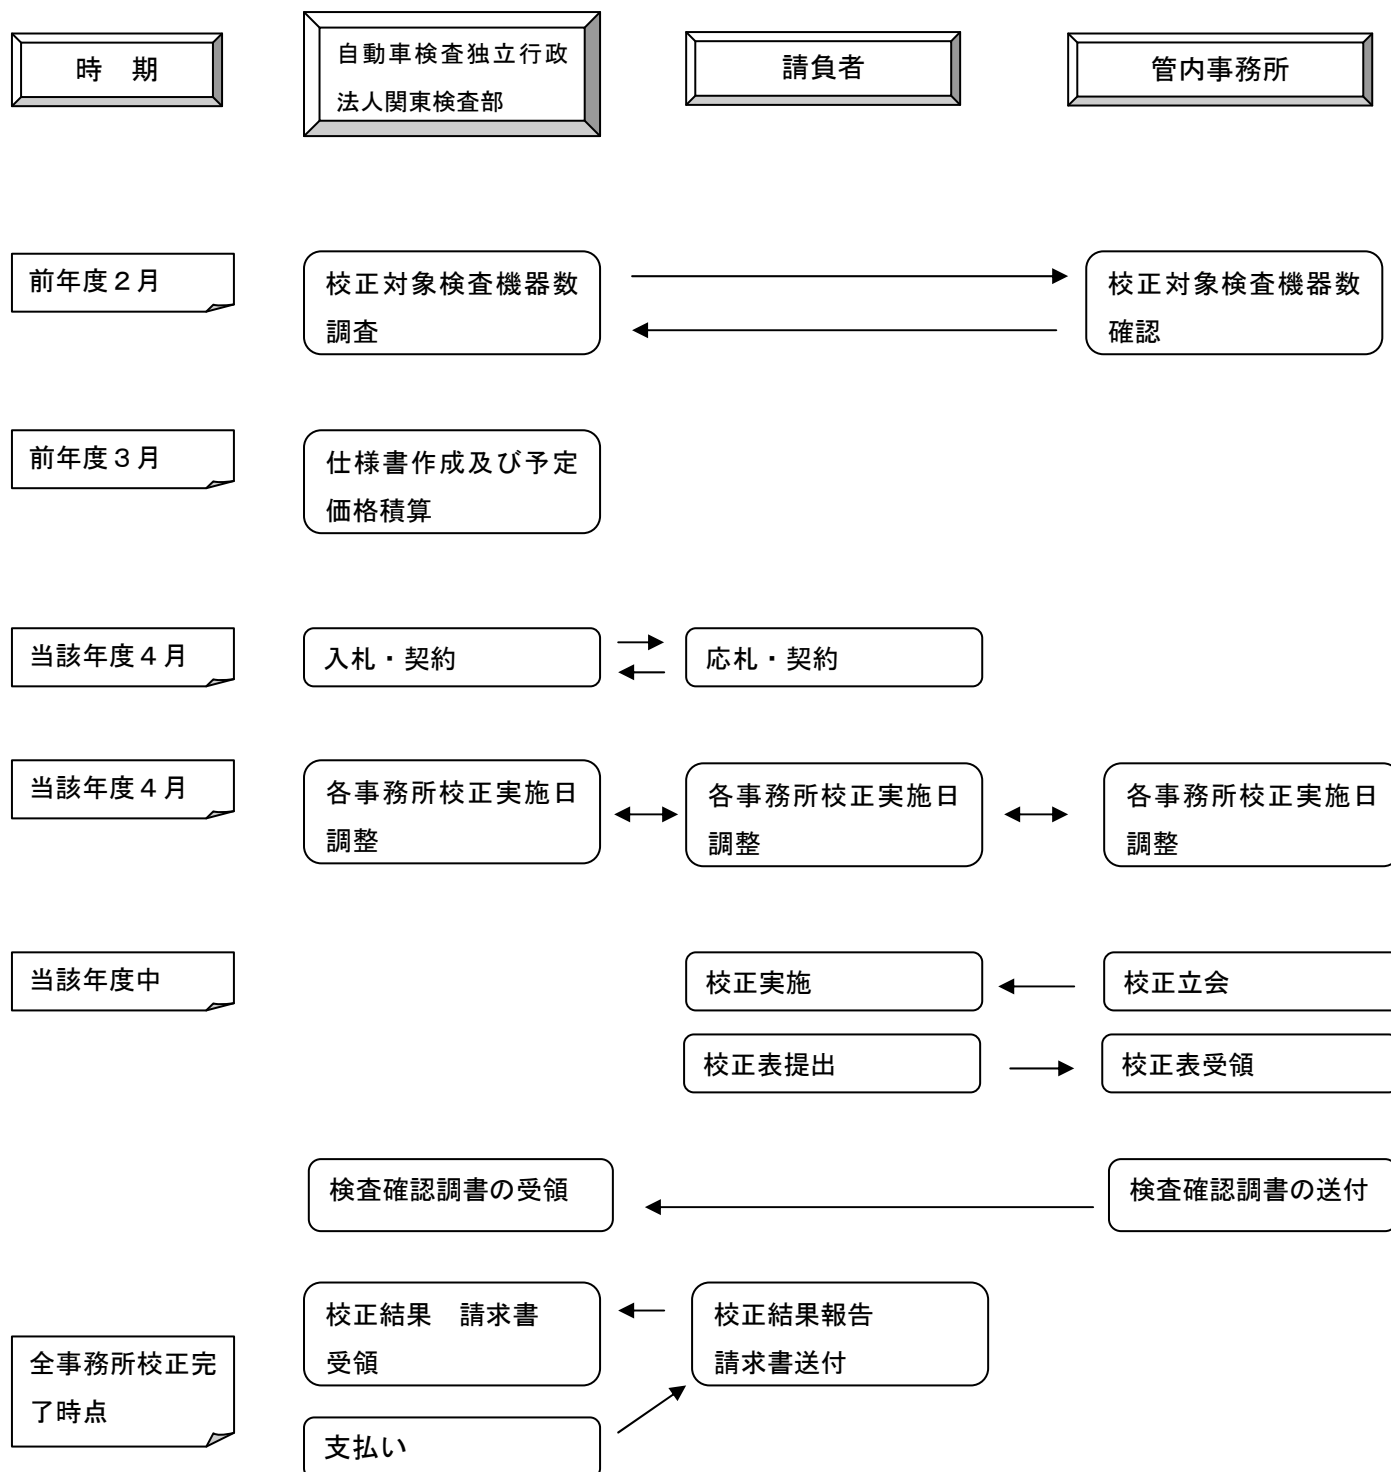 時　期
自動車検査独立行政
法人関東検査部
請負者
管内事務所
前年度２月
校正対象検査機器数
調査
校正対象検査機器数
確認
前年度３月
仕様書作成及び予定
価格積算
当該年度４月
入札・契約
応札・契約
当該年度４月
各事務所校正実施日
調整
各事務所校正実施日
調整
各事務所校正実施日
調整
当該年度中
校正実施
校正立会
校正表提出
校正表受領
検査確認調書の受領
検査確認調書の送付
校正結果　請求書
受領
校正結果報告
請求書送付
全事務所校正完
了時点
支払い